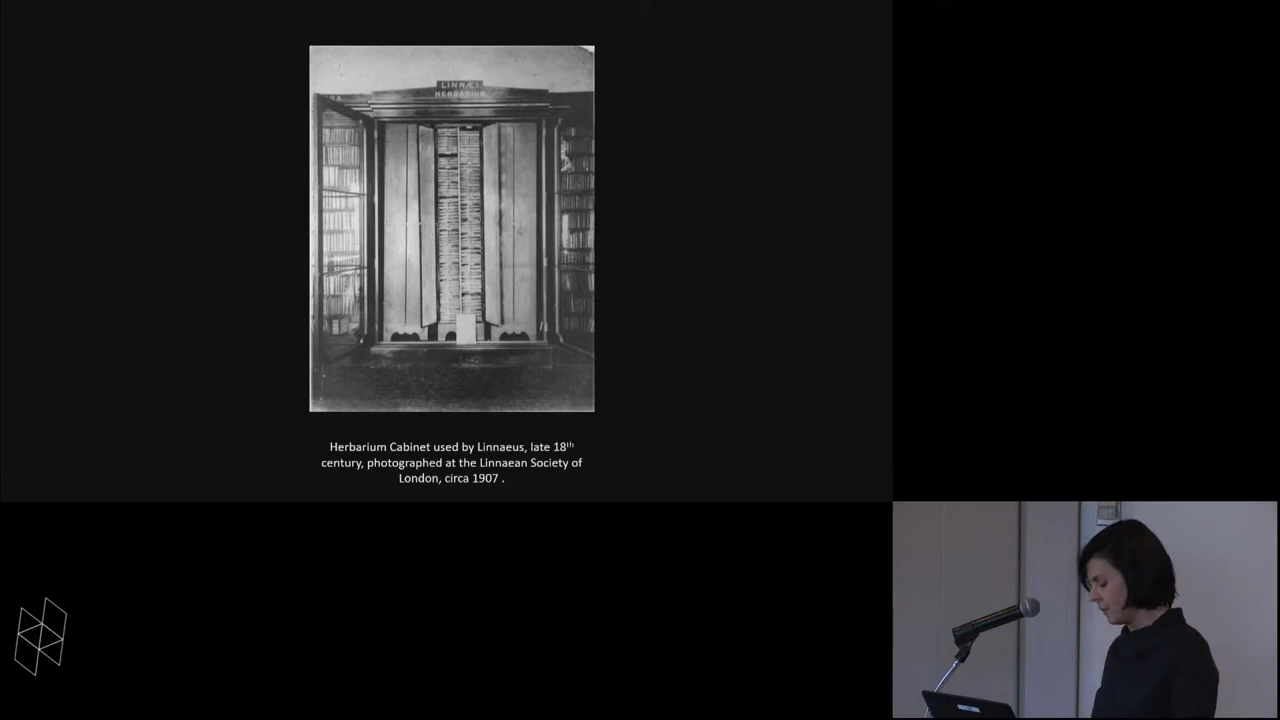 LINNÆI
HERBARIUM
Herbarium Cabinet used by Linnaeus, late 18th
century, photographed at the Linnaean Society of
London, circa 1907 .